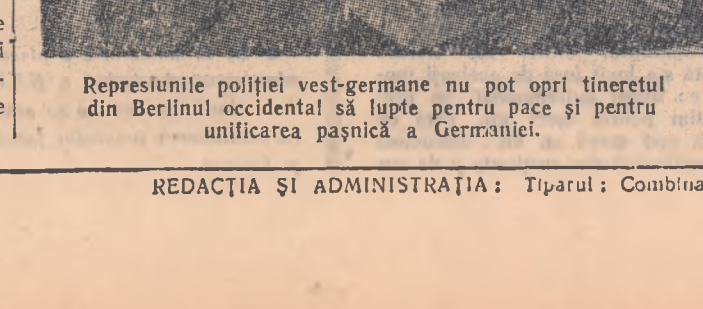 Represiunile poliției vest-germane nu pot opri tineretul
din Berlinul occidental să lupte pentru pace și pentru
unificarea pașnică a Germaniei.
REDACȚIA ȘI ADMINISTRAȚIA: Tiparul: Combina